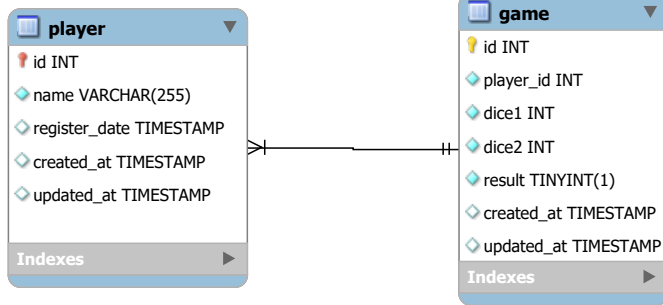 player
id INT
name VARCHAR(255)
register_date TIMESTAMP
created_at TIMESTAMP
updated_at TIMESTAMP
Indexes
game
id INT
player_id INT
dice1 INT
dice2 INT
result TINYINT(1)
created_at TIMESTAMP
updated_at TIMESTAMP
Indexes